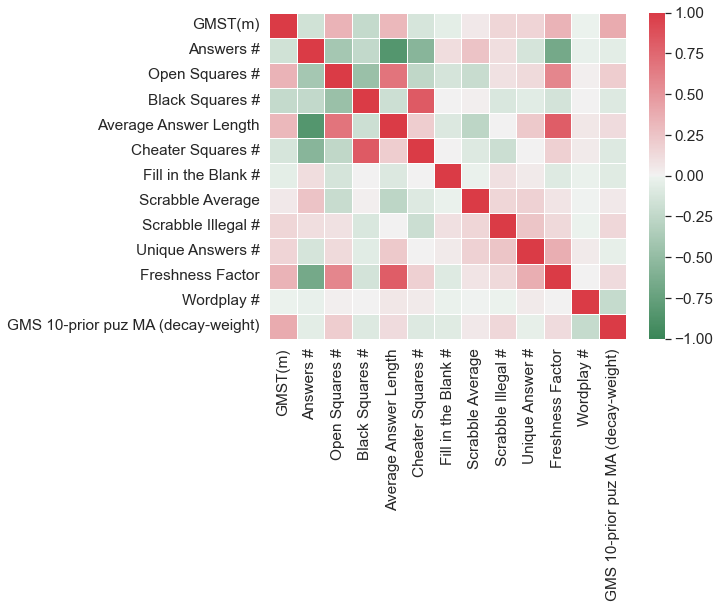 GMST(m)
Answers #
Open Squares #
Black Squares #
Average Answer Length
Cheater Squares #
Fill in the Blank #
Scrabble Average
Scrabble Illegal #
Unique Answers #
Freshness Factor
Wordplay #
GMS 10-prior puz MA (decay-weight)
GMST(m)
Answers #
Open Squares #
Black Squares #
Average Answer Length
Cheater Squares #
Fill in the Blank #
Scrabble Average
Scrabble Illegal #
Unique Answer #
Freshness Factor
Wordplay #
GMS 10-prior puz MA (decay-weight)
1.00
0.75
0.50
0.25
0.00
−0.25
−0.50
−0.75
−1.00